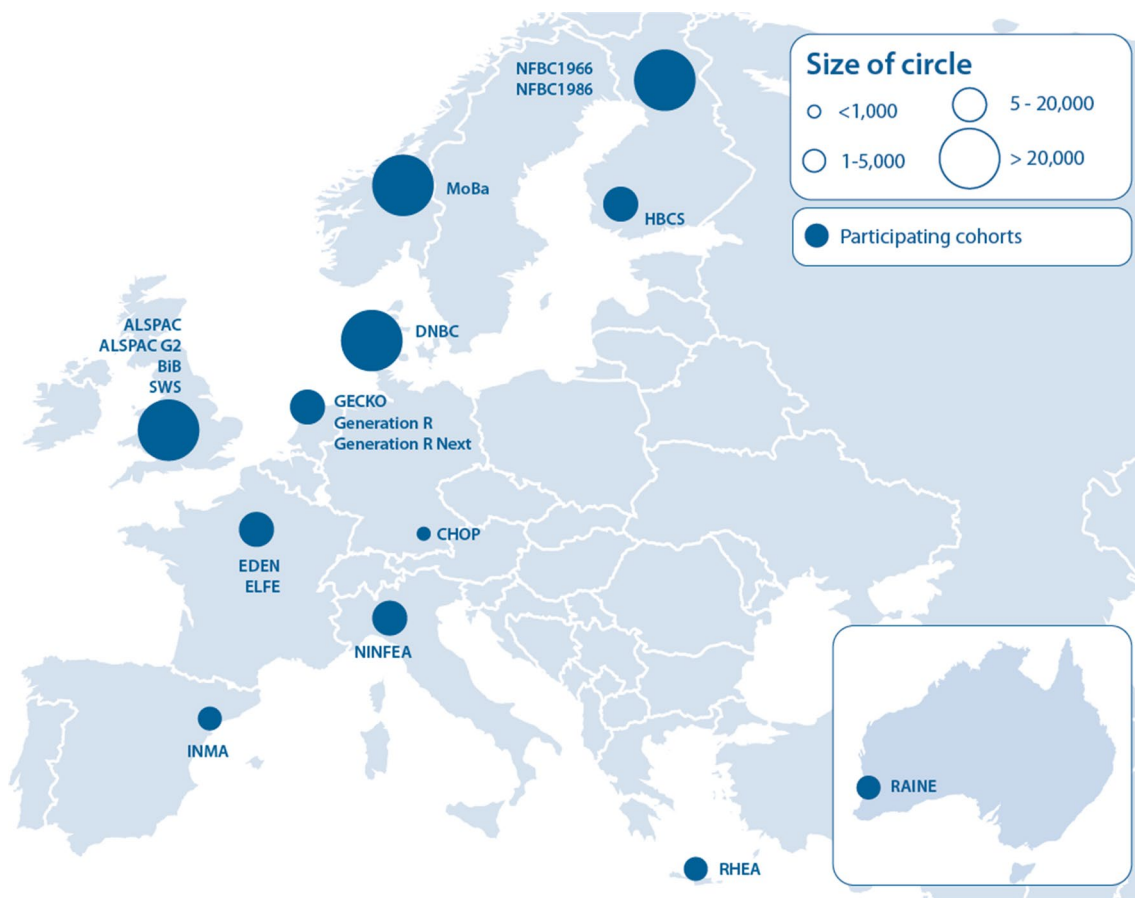 NFBC1966
NFBC1986
MoBa
HBCS
Size of circle
<1,000
5 - 20,000
1-5,000
> 20,000
Participating cohorts
ALSPAC
ALSPAC G2
BiB
SWS
DNBC
GECKO
Generation R
Generation R Next
EDEN
ELFE
CHOP
NINFEA
INMA
RHEA
RAINE